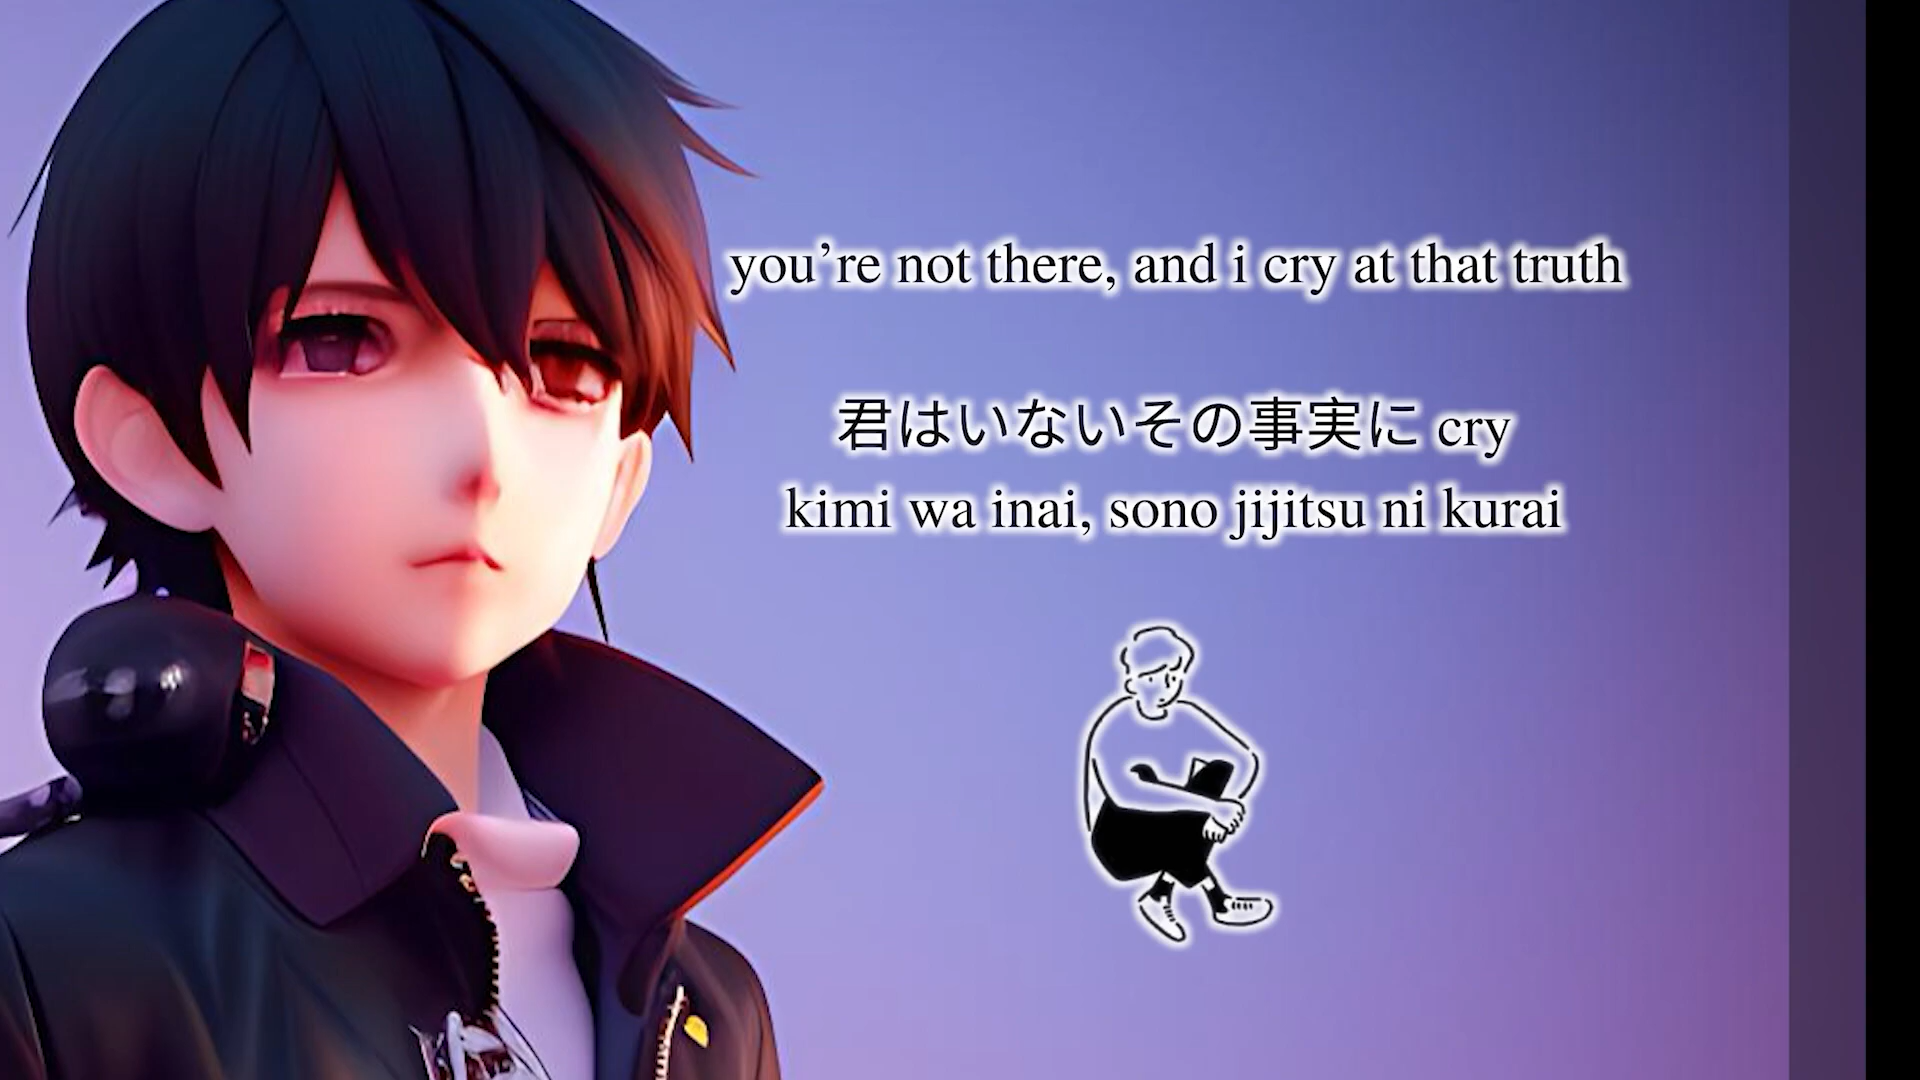 you’re not there, and i cry at that truth
君はいないその事実に cry
kimi wa inai, sono jijitsu ni kurai